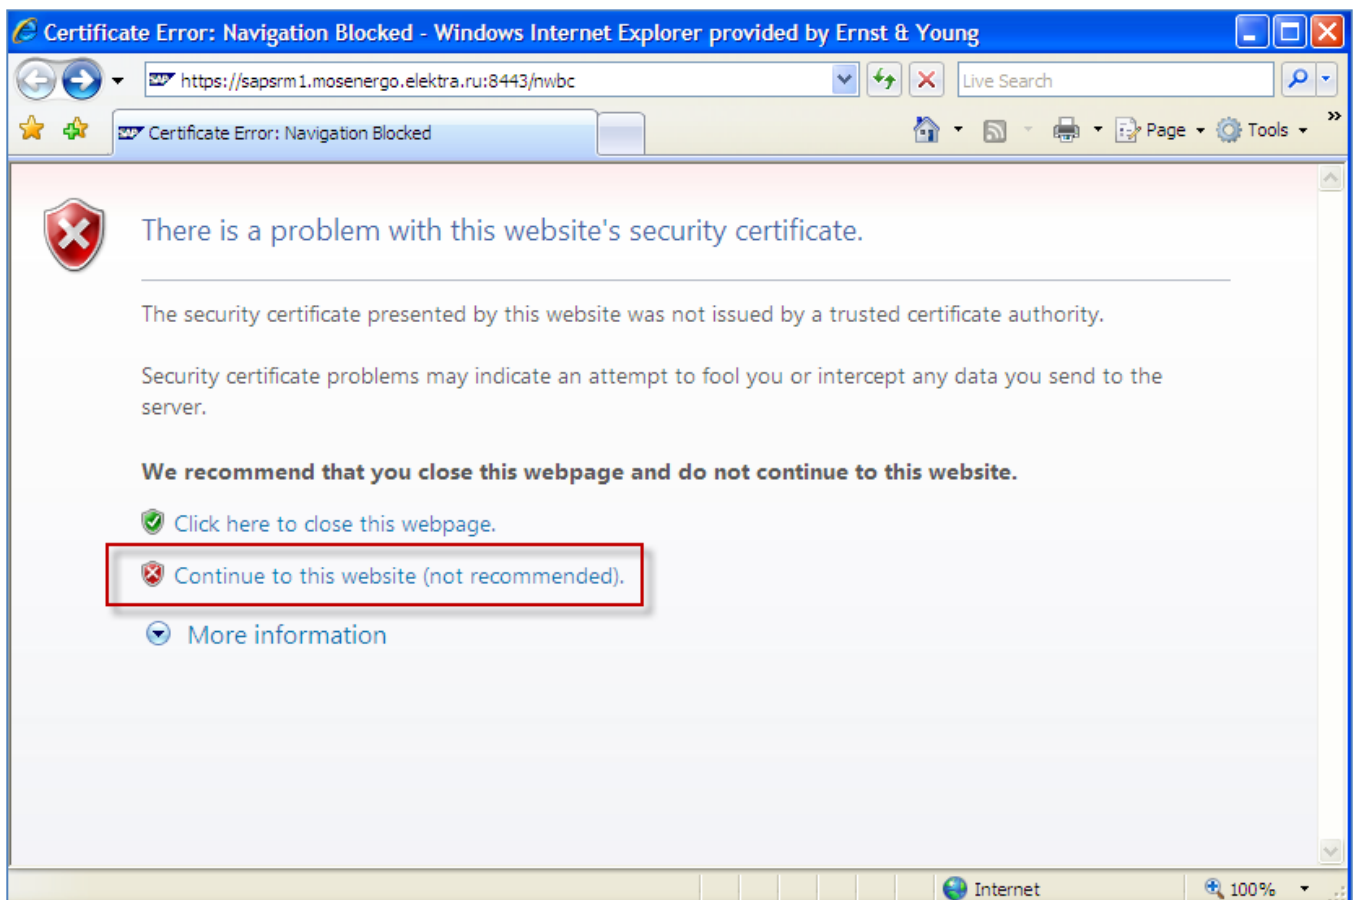 Certificate Error: Navigation Blocked - Windows Internet Explorer provided by Ernst & Young
SAP https://sapsrm1.mosenergo.elektra.ru:8443/nwbc Live Search
SAP Certificate Error: Navigation Blocked Page Tools »
There is a problem with this website's security certificate.
The security certificate presented by this website was not issued by a trusted certificate authority.
Security certificate problems may indicate an attempt to fool you or intercept any data you send to the
server.
We recommend that you close this webpage and do not continue to this website.
Click here to close this webpage.
Continue to this website (not recommended).
More information
Internet 100%